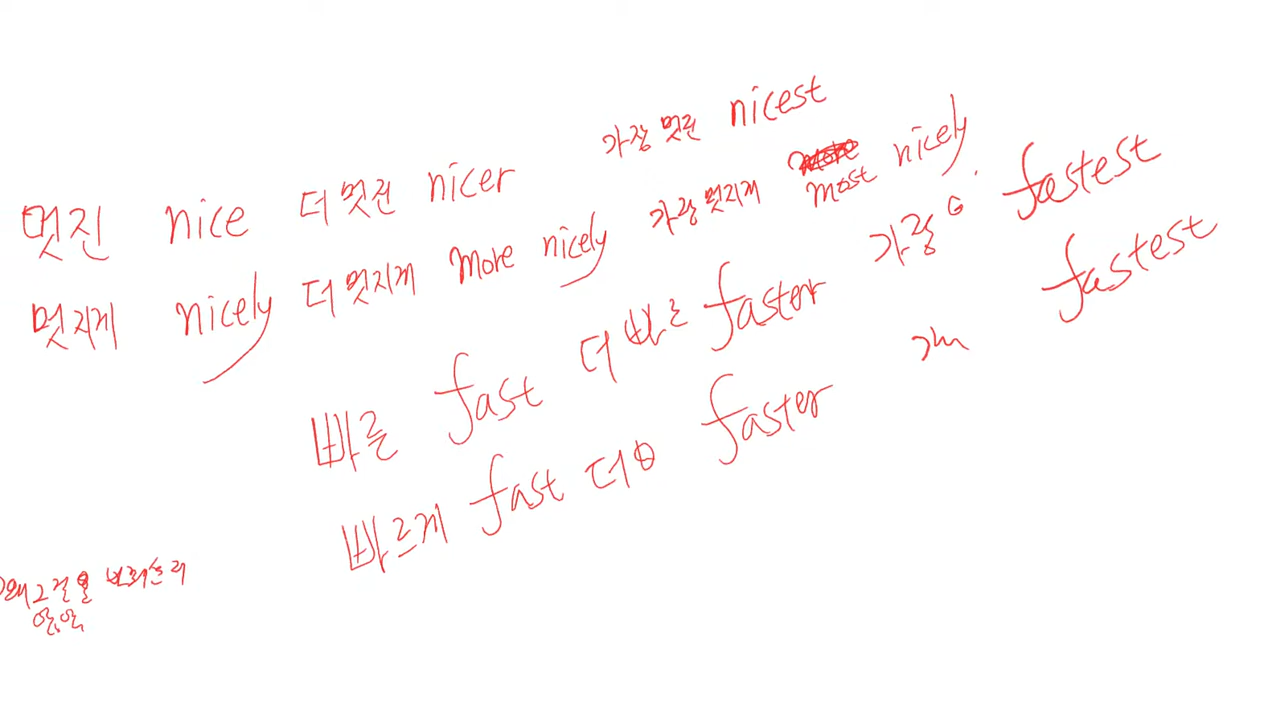 멋진 nice 더 멋진 nicer 가장 멋진 nicest
멋지게 nicely 더 멋지게 more nicely 가장 멋지게 most nicely
빠른 fast 더 빠른 faster 가장 fastest
빠르게 fast 더 faster fastest